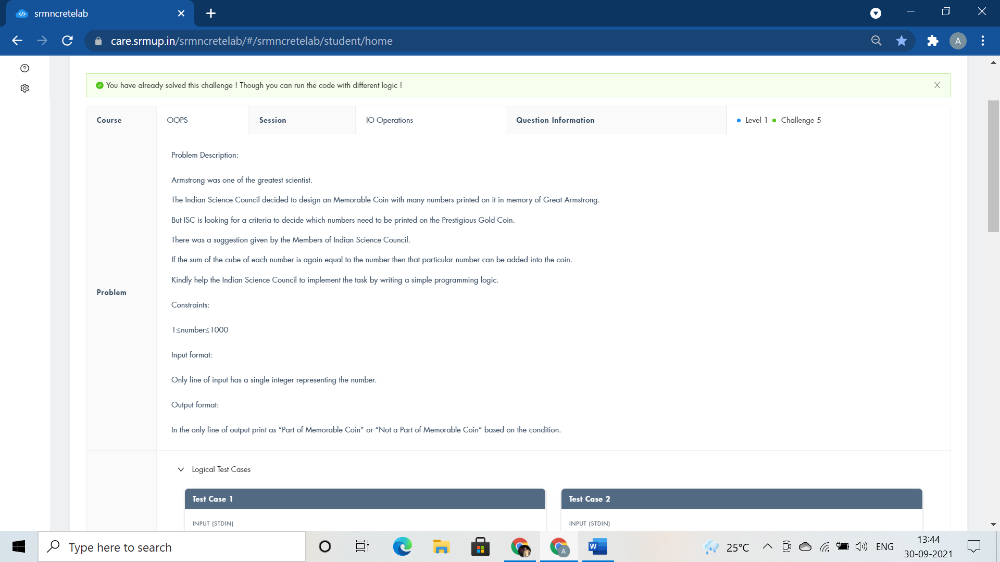 srmncretelab
care.srmup.in/srmncretelab/#/srmncretelab/student/home
A
You have already solved this challenge ! Though you can run the code with different logic !
X
Course
OOPS
Session
IO Operations
Question Information
Level 1
Challenge 5
Problem
Problem Description:
Armstrong was one of the greatest scientist.
The Indian Science Council decided to design an Memorable Coin with many numbers printed on it in memory of Great Armstrong.
But ISC is looking for a criteria to decide which numbers need to be printed on the Prestigious Gold Coin.
There was a suggestion given by the Members of Indian Science Council.
If the sum of the cube of each number is again equal to the number then that particular number can be added into the coin.
Kindly help the Indian Science Council to implement the task by writing a simple programming logic.
Constraints:
1≤number≤1000
Input format:
Only line of input has a single integer representing the number.
Output format:
In the only line of output print as “Part of Memorable Coin” or “Not a Part of Memorable Coin” based on the condition.
Logical Test Cases
Test Case 1
INPUT (STDIN)
Test Case 2
INPUT (STDIN)
Type here to search
A
W
25°C
ENG
13:44
30-09-2021